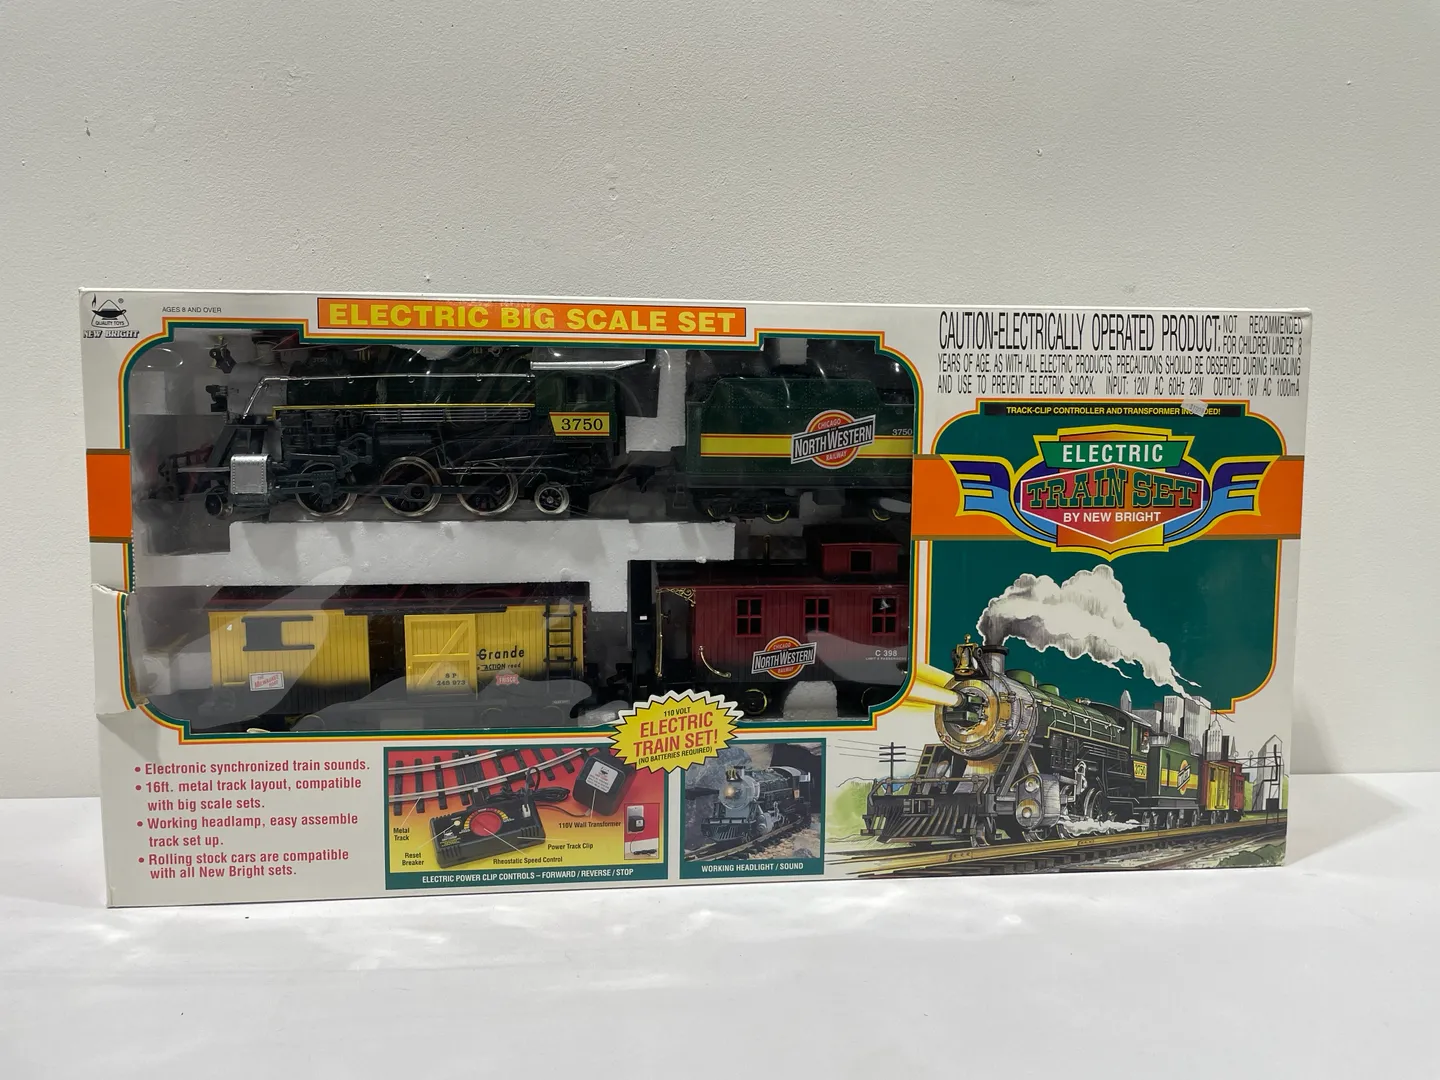 QUALITY TOYS
NEW BRIGHT
®
AGES 8 AND OVER
ELECTRIC BIG SCALE SET
CAUTION-ELECTRICALLY OPERATED PRODUCT: NOT RECOMMENDED
FOR CHILDREN UNDER 8
YEARS OF AGE. AS WITH ALL ELECTRIC PRODUCTS, PRECAUTIONS SHOULD BE OBSERVED DURING HANDLING
AND USE TO PREVENT ELECTRIC SHOCK. INPUT: 120V AC 60Hz 23W OUTPUT: 18V AC 1000mA
TRACK-CLIP CONTROLLER AND TRANSFORMER INCLUDED!
ELECTRIC
TRAIN SET
BY NEW BRIGHT
3750
CHICAGO
NORTH WESTERN
RAILWAY
3750
Grande
ACTION road
RP
FRISCO
CHICAGO
NORTH WESTERN
RAILWAY
C 398
110 VOLT
ELECTRIC
TRAIN SET!
(NO BATTERIES REQUIRED)
• Electronic synchronized train sounds.
• 16ft. metal track layout, compatible
with big scale sets.
• Working headlamp, easy assemble
track set up.
• Rolling stock cars are compatible
with all New Bright sets.
Metal
Track
Reset
Breaker
110V Wall Transformer
Power Track Clip
Rheostatic Speed Control
ELECTRIC POWER CLIP CONTROLS – FORWARD / REVERSE / STOP
WORKING HEADLIGHT / SOUND
3750